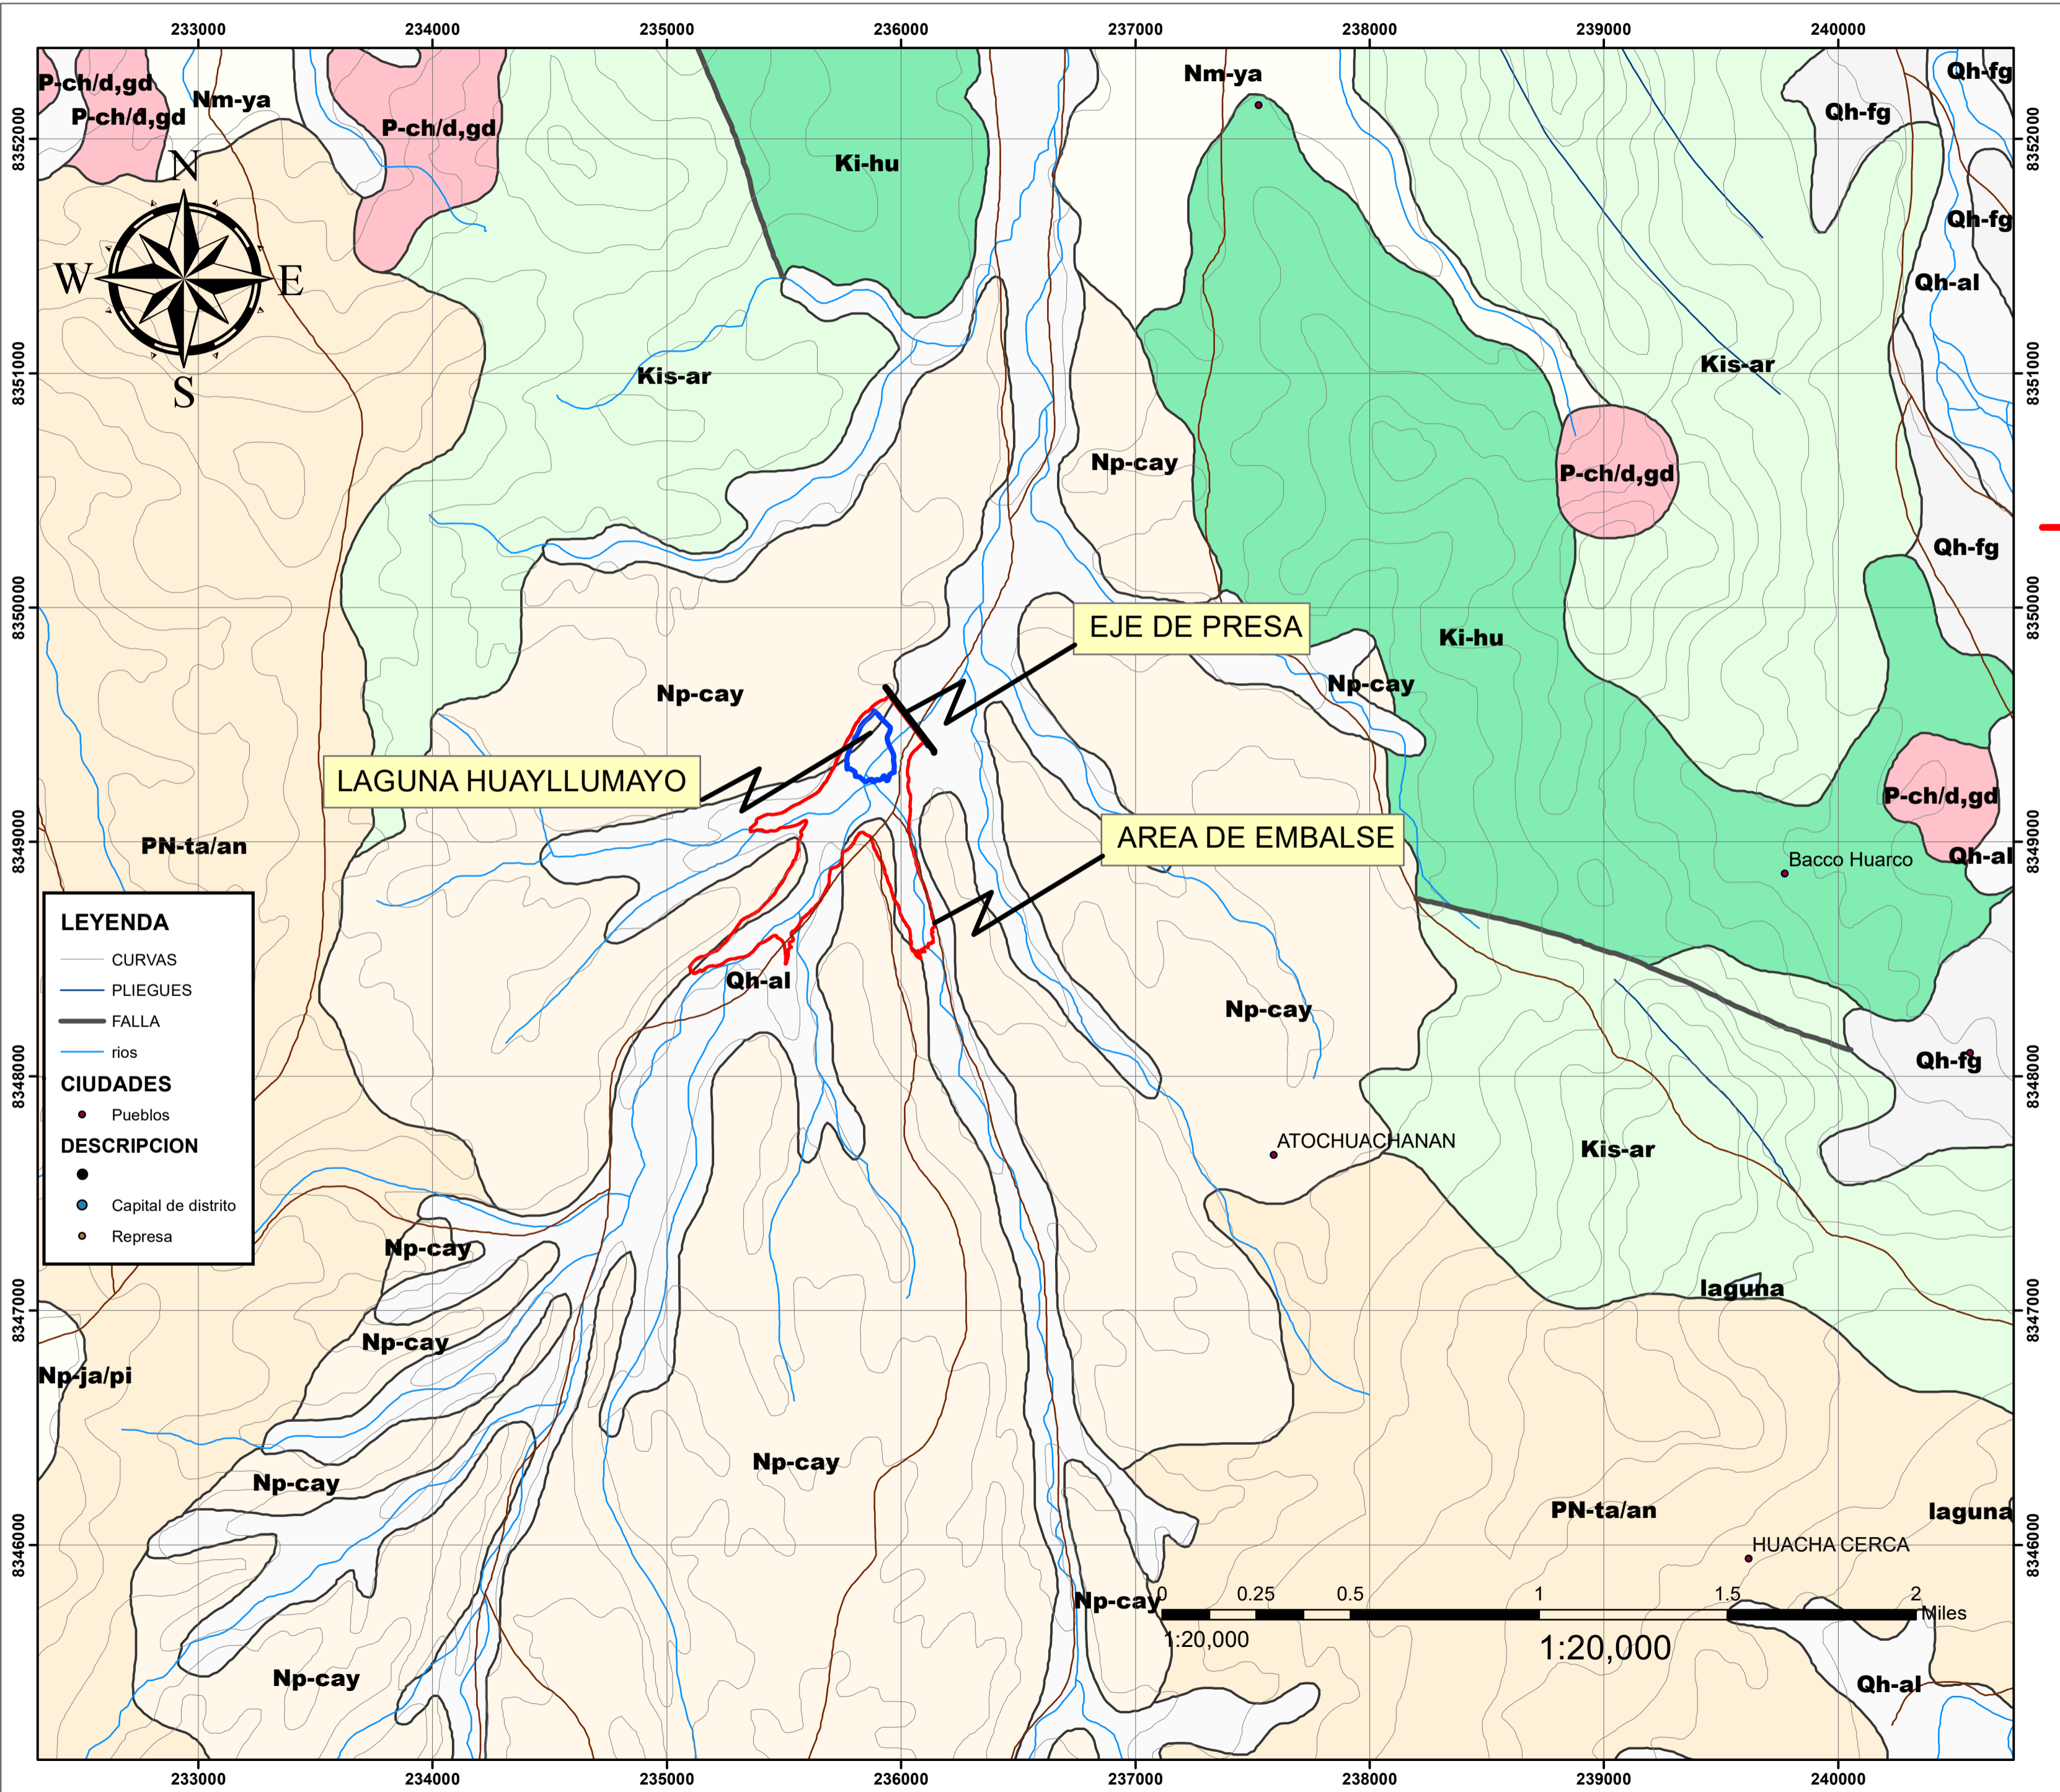 233000 234000 235000 236000 237000 238000 239000 240000
P-ch/d,gd
P-ch/d,gd
Nm-ya
P-ch/d,gd
Nm-ya
Qh-fg
Qh-fg
8352000
8352000
Ki-hu
N
W E
S
Qh-fg
Qh-al
Kis-ar
Kis-ar
8351000
8351000
Np-cay
P-ch/d,gd
Qh-fg
8350000
8350000
EJE DE PRESA
Ki-hu
Np-cay
Np-cay
LAGUNA HUAYLLUMAYO
P-ch/d,gd
AREA DE EMBALSE
PN-ta/an
8349000
8349000
Bacco Huarco
Qh-al
LEYENDA
CURVAS
PLIEGUES
FALLA
rios
CIUDADES
Pueblos
DESCRIPCION
Capital de distrito
Represa
Qh-al
Np-cay
Qh-fg
8348000
8348000
ATOCHUACHANAN
Kis-ar
Np-cay
laguna
8347000
8347000
Np-cay
Np-ja/pi
Np-cay
Np-cay
PN-ta/an
laguna
8346000
8346000
HUACHA CERCA
Np-cay
0 0.25 0.5 1 1.5 2
Miles
1:20,000
1:20,000
Np-cay
Qh-al
233000 234000 235000 236000 237000 238000 239000 240000